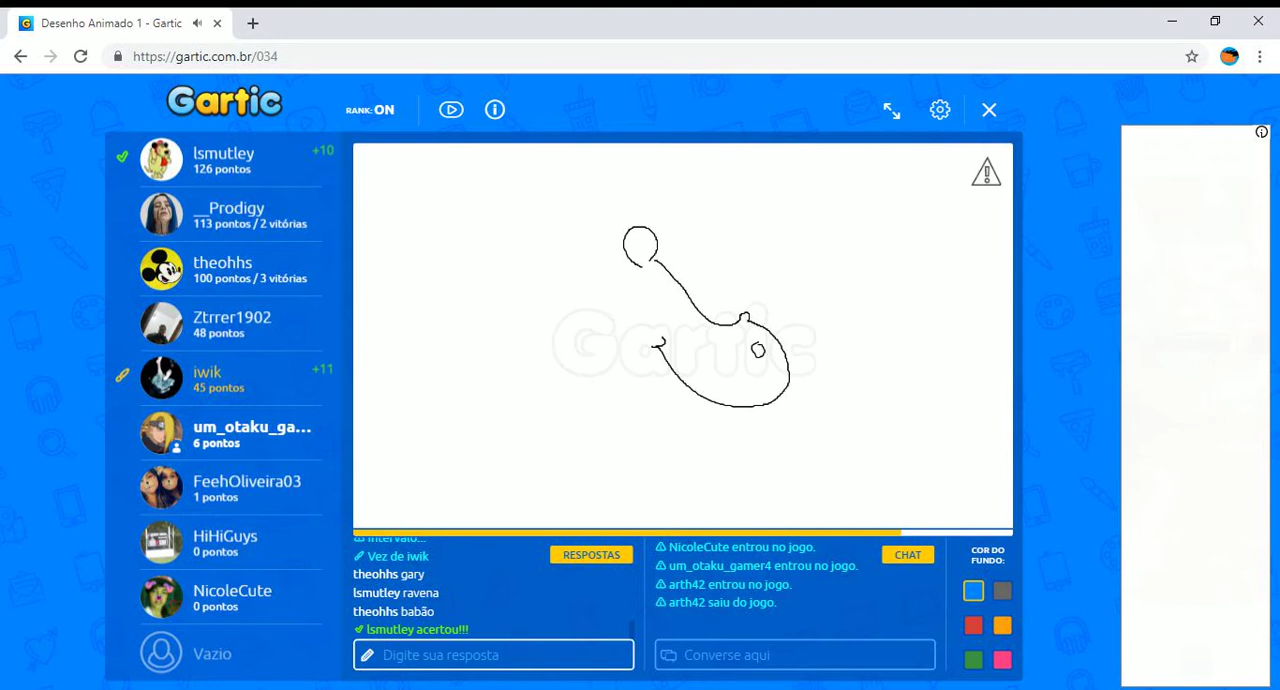 Desenho Animado 1 - Gartic
https://gartic.com.br/034
Gartic
RANK: ON
lsmutley
126 pontos
+10
__Prodigy
113 pontos / 2 vitórias
theohhs
100 pontos / 3 vitórias
Ztrrer1902
48 pontos
iwik
45 pontos
+11
um_otaku_ga...
6 pontos
FeehOliveira03
1 pontos
HiHiGuys
0 pontos
NicoleCute
0 pontos
Vazio
Gartic
Intervalo...
Vez de iwik
theohhs gary
lsmutley ravena
theohhs babão
lsmutley acertou!!!
RESPOSTAS
Digite sua resposta
NicoleCute entrou no jogo.
um_otaku_gamer4 entrou no jogo.
arth42 entrou no jogo.
arth42 saiu do jogo.
CHAT
Converse aqui
COR DO
FUNDO: